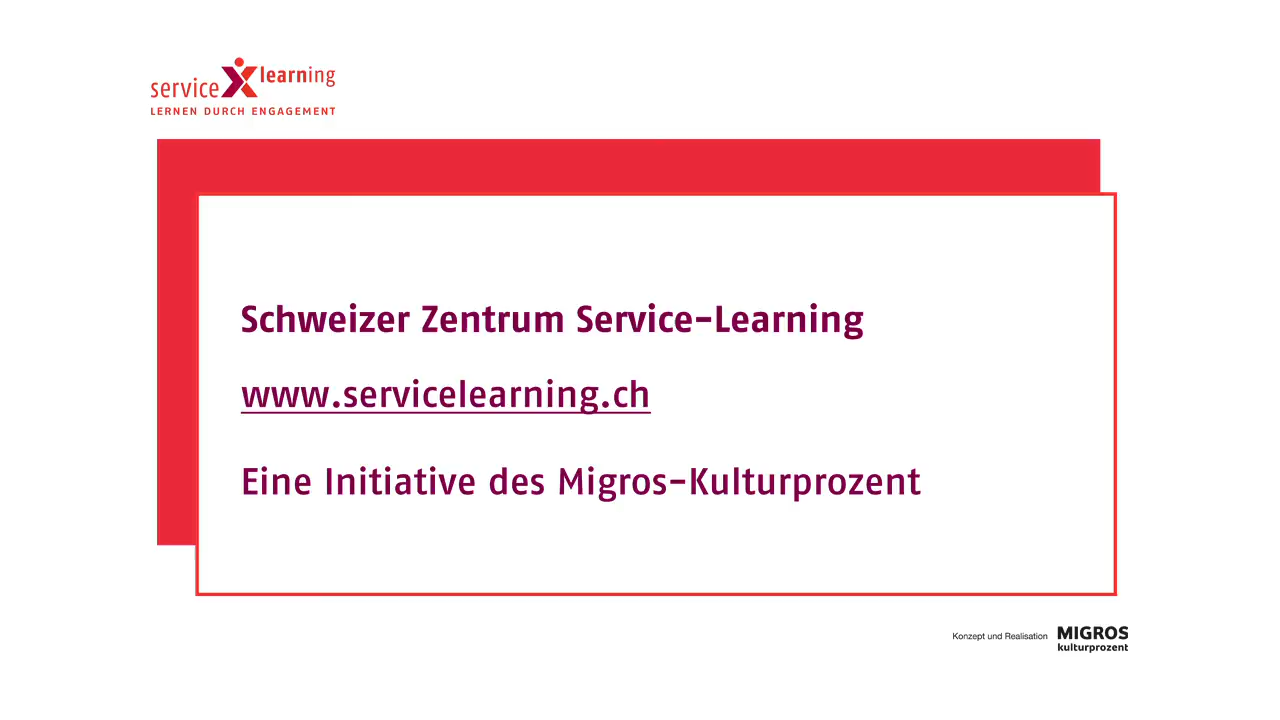 service learning
LERNEN DURCH ENGAGEMENT
Schweizer Zentrum Service-Learning
www.servicelearning.ch
Eine Initiative des Migros-Kulturprozent
Konzept und Realisation MIGROS
kulturprozent